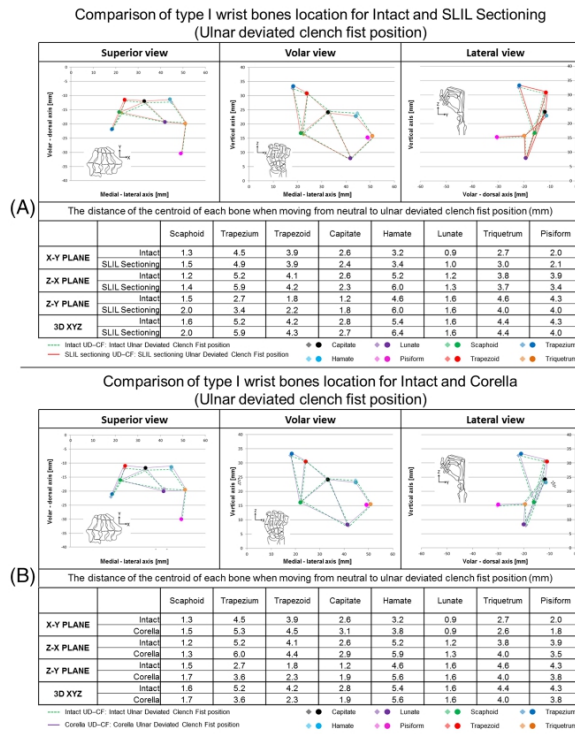 Comparison of type I wrist bones location for Intact and SLIL Sectioning
(Ulnar deviated clench fist position)
Superior view Volar view Lateral view
Volar - dorsal axis [mm] Vertical axis [mm] Vertical axis [mm]
Medial - lateral axis [mm] Medial - lateral axis [mm] Volar - dorsal axis [mm]
(A)
The distance of the centroid of each bone when moving from neutral to ulnar deviated clench fist position (mm)
Scaphoid Trapezium Trapezoid Capitate Hamate Lunate Triquetrum Pisiform
X-Y PLANE Intact 1.3 4.5 3.9 2.6 3.2 0.9 2.7 2.0
SLIL Sectioning 1.5 4.9 3.9 2.4 3.4 1.0 3.0 2.1
Z-X PLANE Intact 1.2 5.2 4.1 2.6 5.2 1.2 3.8 3.9
SLIL Sectioning 1.4 5.9 4.2 2.3 6.0 1.3 3.7 3.4
Z-Y PLANE Intact 1.5 2.7 1.8 1.2 4.6 1.6 4.6 4.3
SLIL Sectioning 2.0 3.4 2.2 1.8 6.0 1.6 4.4 4.0
3D XYZ Intact 1.6 5.2 4.2 2.8 5.4 1.6 4.4 4.3
SLIL Sectioning 2.0 5.9 4.3 2.7 6.4 1.6 4.4 4.0
Intact UD–CF: Intact Ulnar Deviated Clench Fist position Capitate Lunate Scaphoid Trapezium
SLIL sectioning UD–CF: SLIL sectioning Ulnar Deviated Clench Fist position Hamate Pisiform Trapezoid Triquetrum
Comparison of type I wrist bones location for Intact and Corella
(Ulnar deviated clench fist position)
Superior view Volar view Lateral view
Volar - dorsal axis [mm] Vertical axis [mm] Vertical axis [mm]
Medial - lateral axis [mm] Medial - lateral axis [mm] Volar - dorsal axis [mm]
(B)
The distance of the centroid of each bone when moving from neutral to ulnar deviated clench fist position (mm)
Scaphoid Trapezium Trapezoid Capitate Hamate Lunate Triquetrum Pisiform
X-Y PLANE Intact 1.3 4.5 3.9 2.6 3.2 0.9 2.7 2.0
Corella 1.5 5.3 4.5 3.1 3.8 0.9 2.6 1.8
Z-X PLANE Intact 1.2 5.2 4.1 2.6 5.2 1.2 3.8 3.9
Corella 1.3 6.0 4.4 2.9 5.9 1.3 4.0 3.5
Z-Y PLANE Intact 1.5 2.7 1.8 1.2 4.6 1.6 4.6 4.3
Corella 1.7 3.6 2.3 1.9 5.6 1.6 4.0 3.8
3D XYZ Intact 1.6 5.2 4.2 2.8 5.4 1.6 4.4 4.3
Corella 1.7 3.6 2.3 1.9 5.6 1.6 4.0 3.8
Intact UD–CF: Intact Ulnar Deviated Clench Fist position Capitate Lunate Scaphoid Trapezium
Corella UD–CF: Corella Ulnar Deviated Clench Fist position Hamate Pisiform Trapezoid Triquetrum